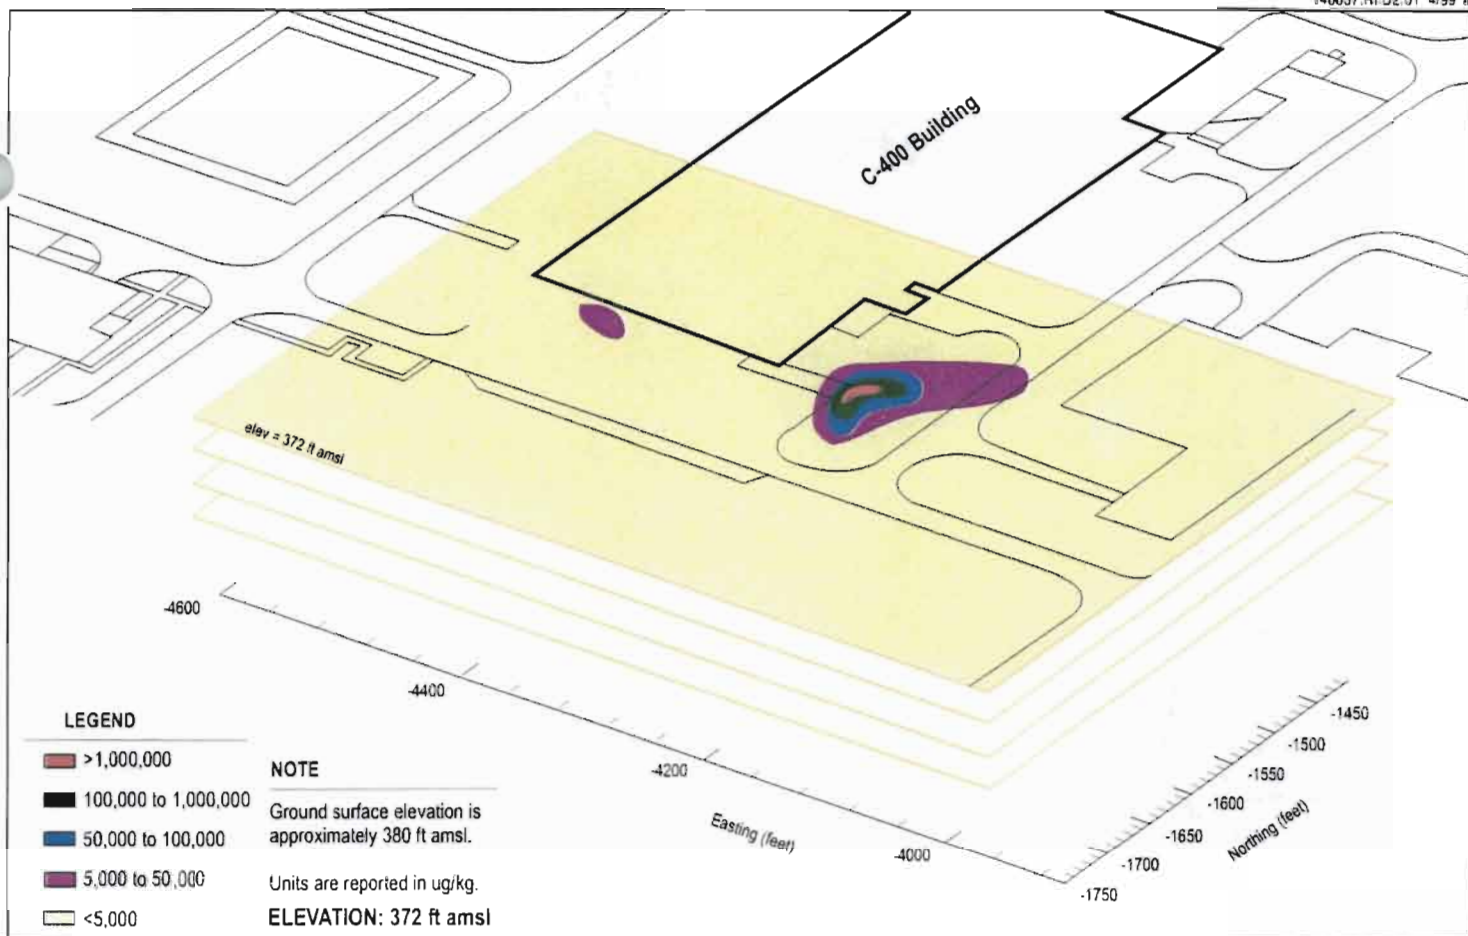 C-400 Building
elev = 372 ft amsl
-4600
-4400
-4200
-4000
Easting (feet)
-1450
-1500
-1550
-1600
-1650
-1700
-1750
Northing (feet)
LEGEND
>1,000,000
100,000 to 1,000,000
50,000 to 100,000
5,000 to 50,000
<5,000
NOTE
Ground surface elevation is
approximately 380 ft amsl.
Units are reported in ug/kg.
ELEVATION: 372 ft amsl